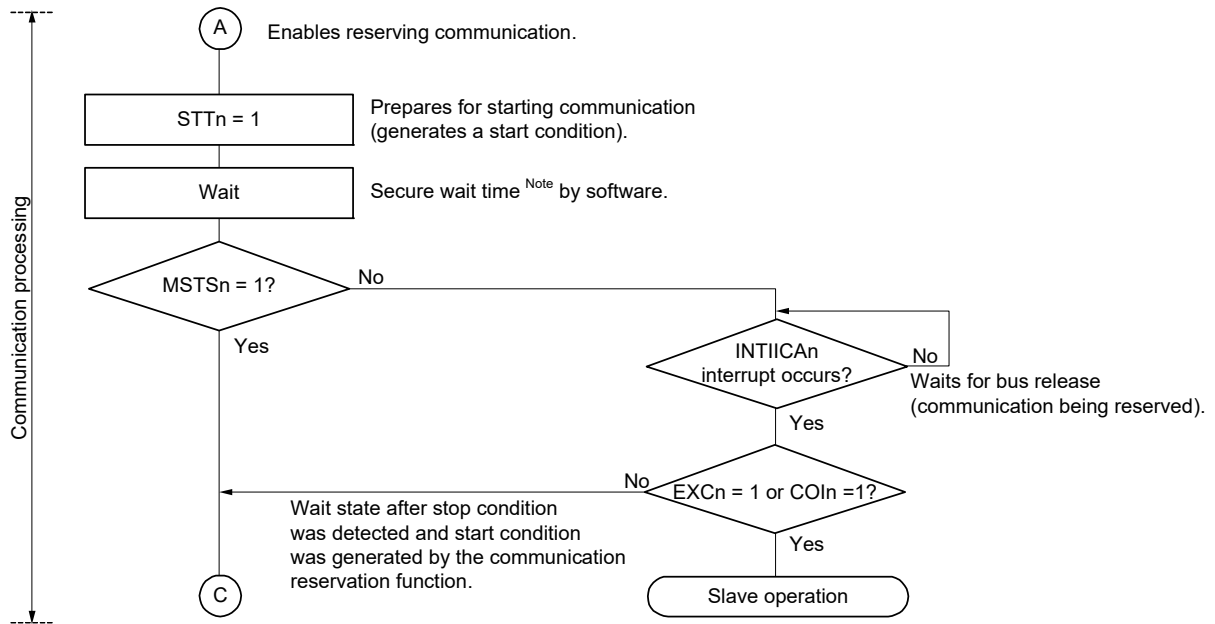 A
Enables reserving communication.
STTn = 1
Prepares for starting communication
(generates a start condition).
Wait
Secure wait time Note by software.
Communication processing
MSTSn = 1?
No
Yes
INTIICAn
interrupt occurs?
No
Waits for bus release
(communication being reserved).
Yes
No
EXCn = 1 or COIn =1?
Wait state after stop condition
was detected and start condition
was generated by the communication
reservation function.
Yes
C
Slave operation